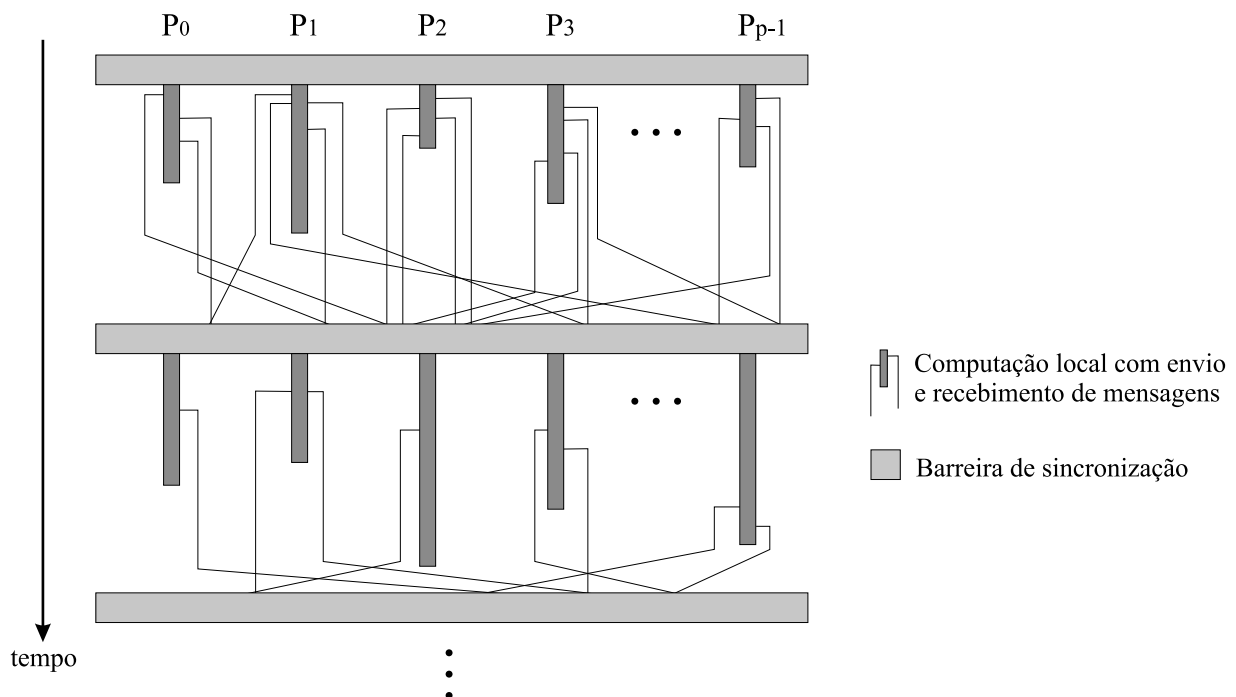 P0 P1 P2 P3 Pp-1
Computação local com envio
e recebimento de mensagens
Barreira de sincronização
tempo